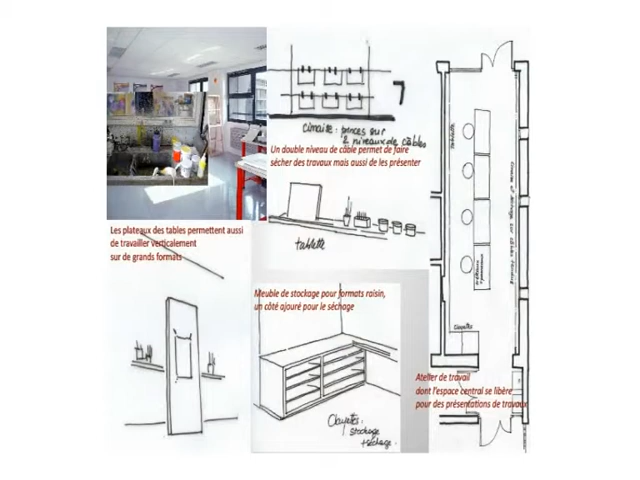 Cimaise : pinces sur
2 niveaux de câbles
Un double niveau de câble permet de faire
sécher des travaux mais aussi de les présenter
tablette
Les plateaux des tables permettent aussi
de travailler verticalement
sur de grands formats
Meuble de stockage pour formats raisin,
un côté ajouré pour le séchage
Clayettes :
stockage
+ séchage.
tablette
Clayettes
Atelier de travail
dont l'espace central se libère
pour des présentations de travaux